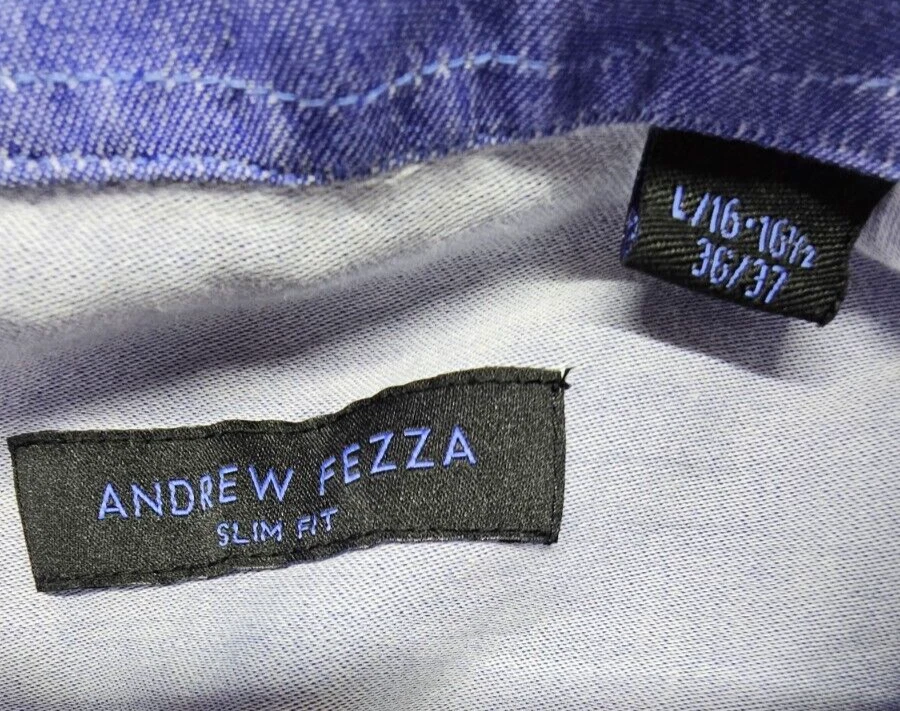 L/16·16½
36/37
ANDREW FEZZA
SLIM FIT